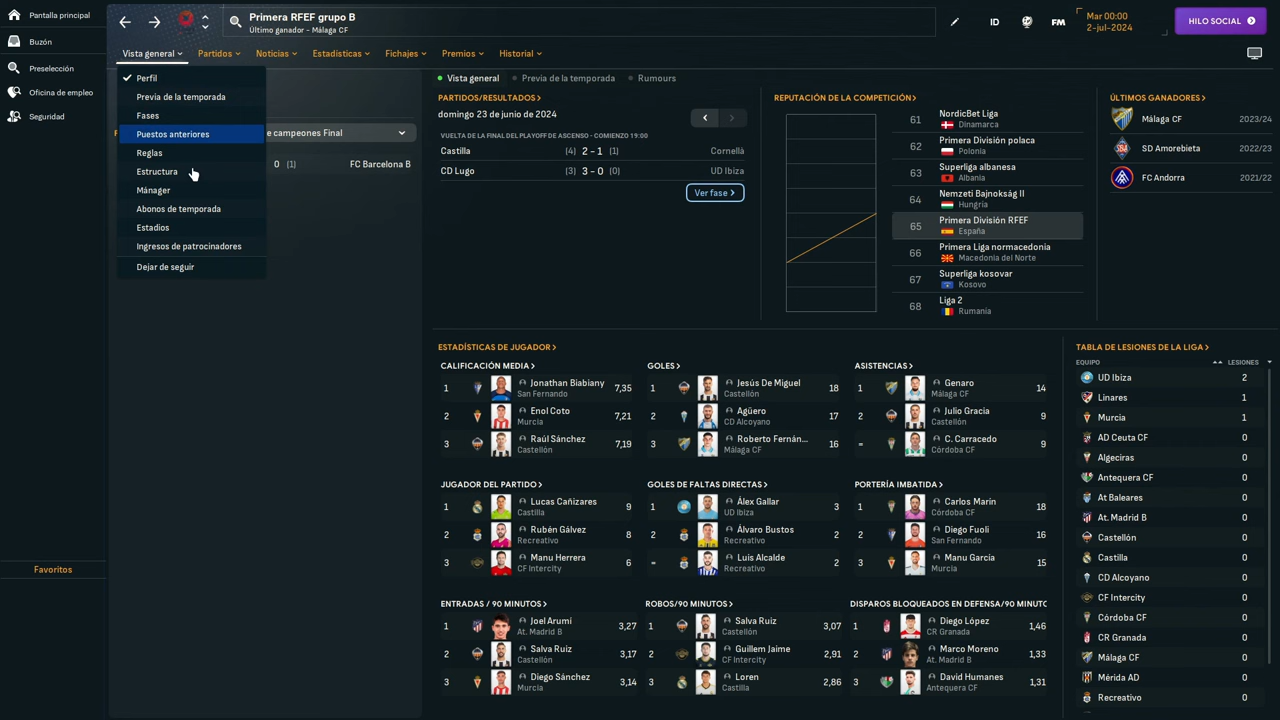 Pantalla principal
Buzón
Preselección
Oficina de empleo
Seguridad
Favoritos
Primera RFEF grupo B
Último ganador - Málaga CF
ID
FM
Mar 00:00
2-jul-2024
HILO SOCIAL
Vista general
Partidos
Noticias
Estadísticas
Fichajes
Premios
Historial
Perfil
Previa de la temporada
Fases
Puestos anteriores
Reglas
Estructura
Mánager
Abonos de temporada
Estadios
Ingresos de patrocinadores
Dejar de seguir
e campeones Final
0 (1) FC Barcelona B
Vista general
Previa de la temporada
Rumours
PARTIDOS/RESULTADOS
domingo 23 de junio de 2024
VUELTA DE LA FINAL DEL PLAYOFF DE ASCENSO - COMIENZO 19:00
Castilla (4) 2 - 1 (1) Cornellà
CD Lugo (3) 3 - 0 (0) UD Ibiza
Ver fase
REPUTACIÓN DE LA COMPETICIÓN
61 NordicBet Liga
Dinamarca
62 Primera División polaca
Polonia
63 Superliga albanesa
Albania
64 Nemzeti Bajnokság II
Hungría
65 Primera División RFEF
España
66 Primera Liga normacedonia
Macedonia del Norte
67 Superliga kosovar
Kosovo
68 Liga 2
Rumania
ÚLTIMOS GANADORES
Málaga CF 2023/24
SD Amorebieta 2022/23
FC Andorra 2021/22
ESTADÍSTICAS DE JUGADOR
CALIFICACIÓN MEDIA
1 Jonathan Biabiany 7,35
San Fernando
2 Enol Coto 7,21
Murcia
3 Raúl Sánchez 7,19
Castellón
GOLES
1 Jesús De Miguel 18
Castellón
2 Agüero 17
CD Alcoyano
3 Roberto Fernán... 16
Málaga CF
ASISTENCIAS
1 Genaro 14
Málaga CF
2 Julio Gracia 9
Castellón
= C. Carracedo 9
Córdoba CF
JUGADOR DEL PARTIDO
1 Lucas Cañizares 9
Castilla
2 Rubén Gálvez 8
Recreativo
3 Manu Herrera 6
CF Intercity
GOLES DE FALTAS DIRECTAS
1 Álex Gallar 3
UD Ibiza
2 Álvaro Bustos 2
Recreativo
= Luis Alcalde 2
Recreativo
PORTERÍA IMBATIDA
1 Carlos Marín 18
Córdoba CF
2 Diego Fuoli 16
San Fernando
3 Manu García 15
Murcia
ENTRADAS / 90 MINUTOS
1 Joel Arumí 3,27
At. Madrid B
2 Salva Ruiz 3,17
Castellón
3 Diego Sánchez 3,14
Murcia
ROBOS/90 MINUTOS
1 Salva Ruiz 3,07
Castellón
2 Guillem Jaime 2,91
CF Intercity
3 Loren 2,86
Castilla
DISPAROS BLOQUEADOS EN DEFENSA/90 MINUTO
1 Diego López 1,46
CR Granada
2 Marco Moreno 1,33
At. Madrid B
3 David Humanes 1,31
Antequera CF
TABLA DE LESIONES DE LA LIGA
EQUIPO LESIONES
UD Ibiza 2
Linares 1
Murcia 1
AD Ceuta CF 0
Algeciras 0
Antequera CF 0
At Baleares 0
At. Madrid B 0
Castellón 0
Castilla 0
CD Alcoyano 0
CF Intercity 0
Córdoba CF 0
CR Granada 0
Málaga CF 0
Mérida AD 0
Recreativo 0